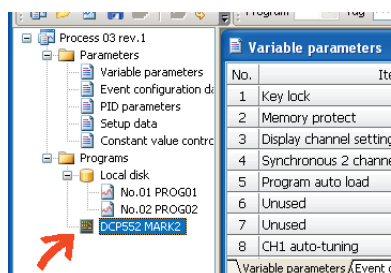 Program Tag
Process 03 rev.1
Parameters
Variable parameters
Event configuration da
PID parameters
Setup data
Constant value contro
Programs
Local disk
No.01 PROG01
No.02 PROG02
DCP552 MARK2
Variable parameters
No. Ite
1 Key lock
2 Memory protect
3 Display channel setting
4 Synchronous 2 channe
5 Program auto load
6 Unused
7 Unused
8 CH1 auto-tuning
Variable parameters Event c